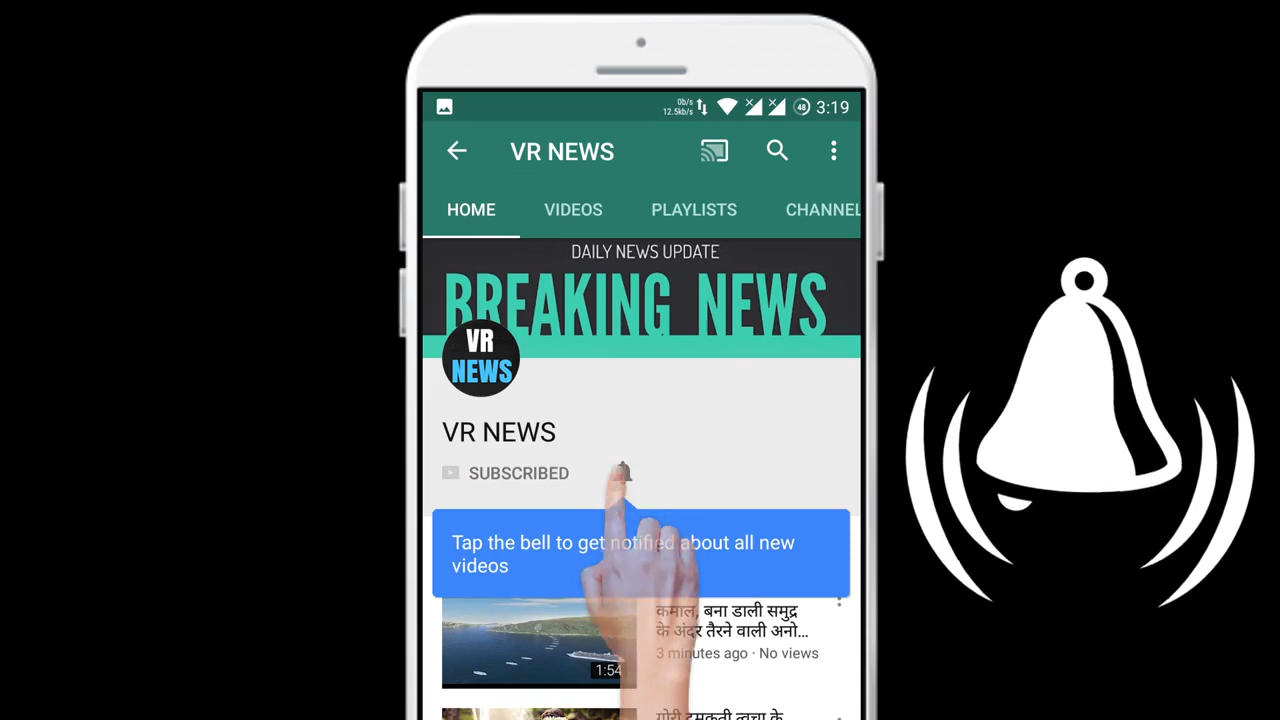 0b/s
12.5kb/s
48
3:19
VR NEWS
HOME
VIDEOS
PLAYLISTS
CHANNEL
DAILY NEWS UPDATE
BREAKING NEWS
VR
NEWS
VR NEWS
SUBSCRIBED
Tap the bell to get notified about all new
videos
कमाल, बना डाली समुद्र
के अंदर तैरने वाली अनो...
3 minutes ago · No views
1:54
गोरी दमकती त्वचा के